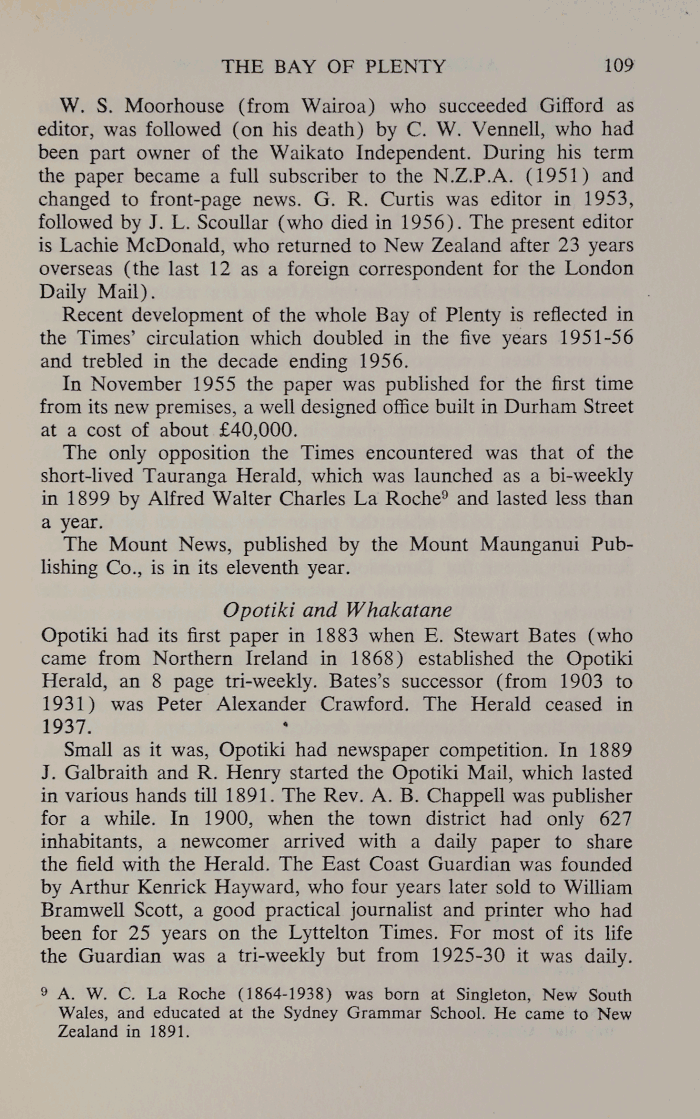 THE BAY OF PLENTY 109
W. S. Moorhouse (from Wairoa) who succeeded Gifford as
editor, was followed (on his death) by C. W. Vennell, who had
been part owner of the Waikato Independent. During his term
the paper became a full subscriber to the N.Z.P.A. (1951) and
changed to front-page news. G. R. Curtis was editor in 1953,
followed by J. L. Scoullar (who died in 1956). The present editor
is Lachie McDonald, who returned to New Zealand after 23 years
overseas (the last 12 as a foreign correspondent for the London
Daily Mail).
Recent development of the whole Bay of Plenty is reflected in
the Times' circulation which doubled in the five years 1951-56
and trebled in the decade ending 1956.
In November 1955 the paper was published for the first time
from its new premises, a well designed office built in Durham Street
at a cost of about £40,000.
The only opposition the Times encountered was that of the
short-lived Tauranga Herald, which was launched as a bi-weekly
in 1899 by Alfred Walter Charles La Roche⁹ and lasted less than
a year.
The Mount News, published by the Mount Maunganui Pub-
lishing Co., is in its eleventh year.
Opotiki and Whakatane
Opotiki had its first paper in 1883 when E. Stewart Bates (who
came from Northern Ireland in 1868) established the Opotiki
Herald, an 8 page tri-weekly. Bates's successor (from 1903 to
1931) was Peter Alexander Crawford. The Herald ceased in
1937.
Small as it was, Opotiki had newspaper competition. In 1889
J. Galbraith and R. Henry started the Opotiki Mail, which lasted
in various hands till 1891. The Rev. A. B. Chappell was publisher
for a while. In 1900, when the town district had only 627
inhabitants, a newcomer arrived with a daily paper to share
the field with the Herald. The East Coast Guardian was founded
by Arthur Kenrick Hayward, who four years later sold to William
Bramwell Scott, a good practical journalist and printer who had
been for 25 years on the Lyttelton Times. For most of its life
the Guardian was a tri-weekly but from 1925-30 it was daily.
⁹ A. W. C. La Roche (1864-1938) was born at Singleton, New South
Wales, and educated at the Sydney Grammar School. He came to New
Zealand in 1891.